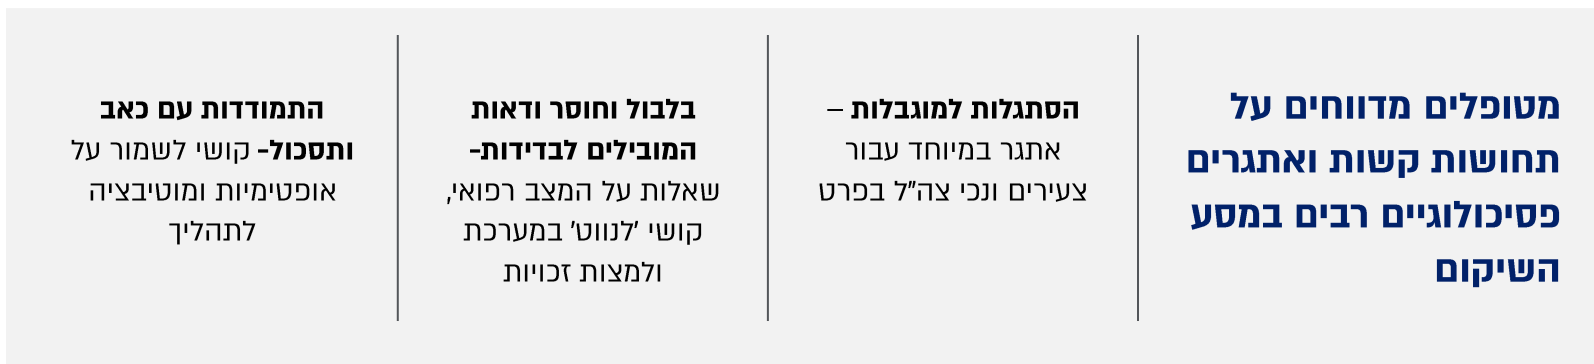 מטופלים מדווחים על
תחושות קשות ואתגרים
פסיכולוגיים רבים במסע
השיקום
הסתגלות למוגבלות –
אתגר במיוחד עבור
צעירים ונכי צה"ל בפרט
בלבול וחוסר ודאות
המובילים לבדידות-
שאלות על המצב רפואי,
קושי 'לנווט' במערכת
ולמצות זכויות
התמודדות עם כאב
ותסכול- קושי לשמור על
אופטימיות ומוטיבציה
לתהליך